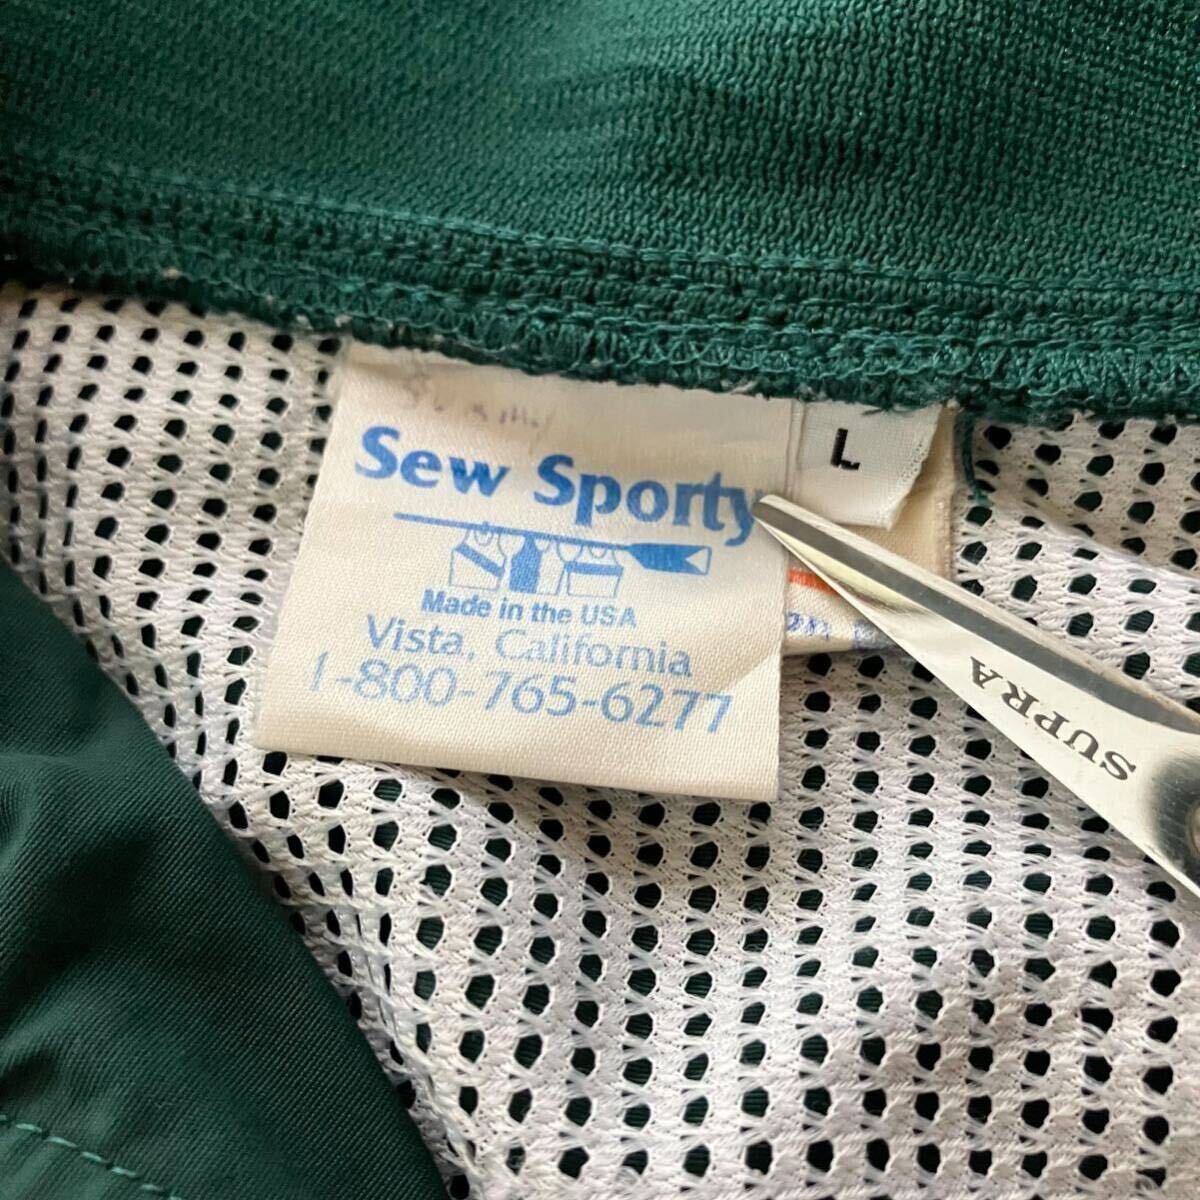 Sew Sporty
L
Made in the USA
Vista, California
1-800-765-6277
SUPRA